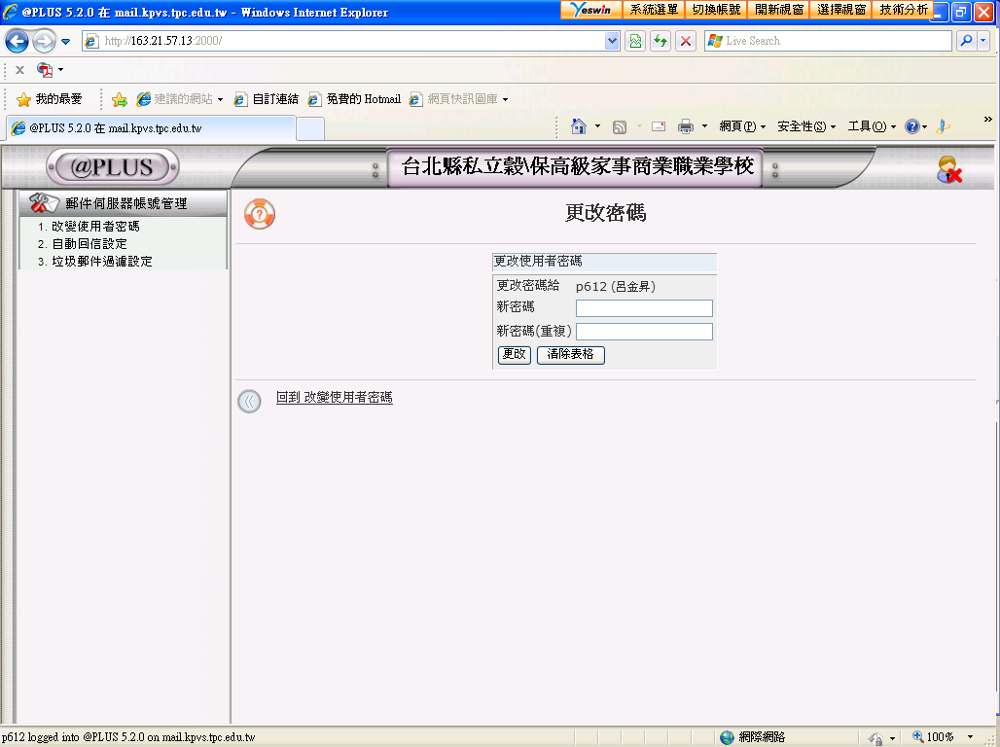 @PLUS 5.2.0 在 mail.kpvs.tpc.edu.tw - Windows Internet Explorer
Yeswin 系統選單 切換帳號 開新視窗 選擇視窗 技術分析
http://163.21.57.13:2000/
Live Search
我的最愛 建議的網站 自訂連結 免費的 Hotmail 網頁快訊圖庫
@PLUS 5.2.0 在 mail.kpvs.tpc.edu.tw
網頁(P) 安全性(S) 工具(O)
@PLUS
台北縣私立穀\保高級家事商業職業學校
郵件伺服器帳號管理
1. 改變使用者密碼
2. 自動回信設定
3. 垃圾郵件過濾設定
更改密碼
更改使用者密碼
更改密碼給 p612 (呂金昇)
新密碼
新密碼(重複)
更改 清除表格
回到 改變使用者密碼
p612 logged into @PLUS 5.2.0 on mail.kpvs.tpc.edu.tw
網際網路
100%